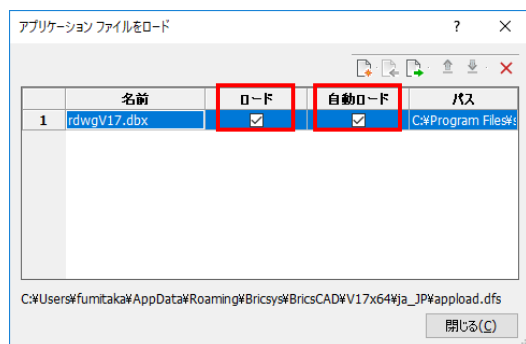 アプリケーション ファイルをロード ? ×
名前 ロード 自動ロード パス
1 rdwgV17.dbx C:¥Program Files¥s
C:¥Users¥fumitaka¥AppData¥Roaming¥Bricsys¥BricsCAD¥V17x64¥ja_JP¥appload.dfs
閉じる(C)